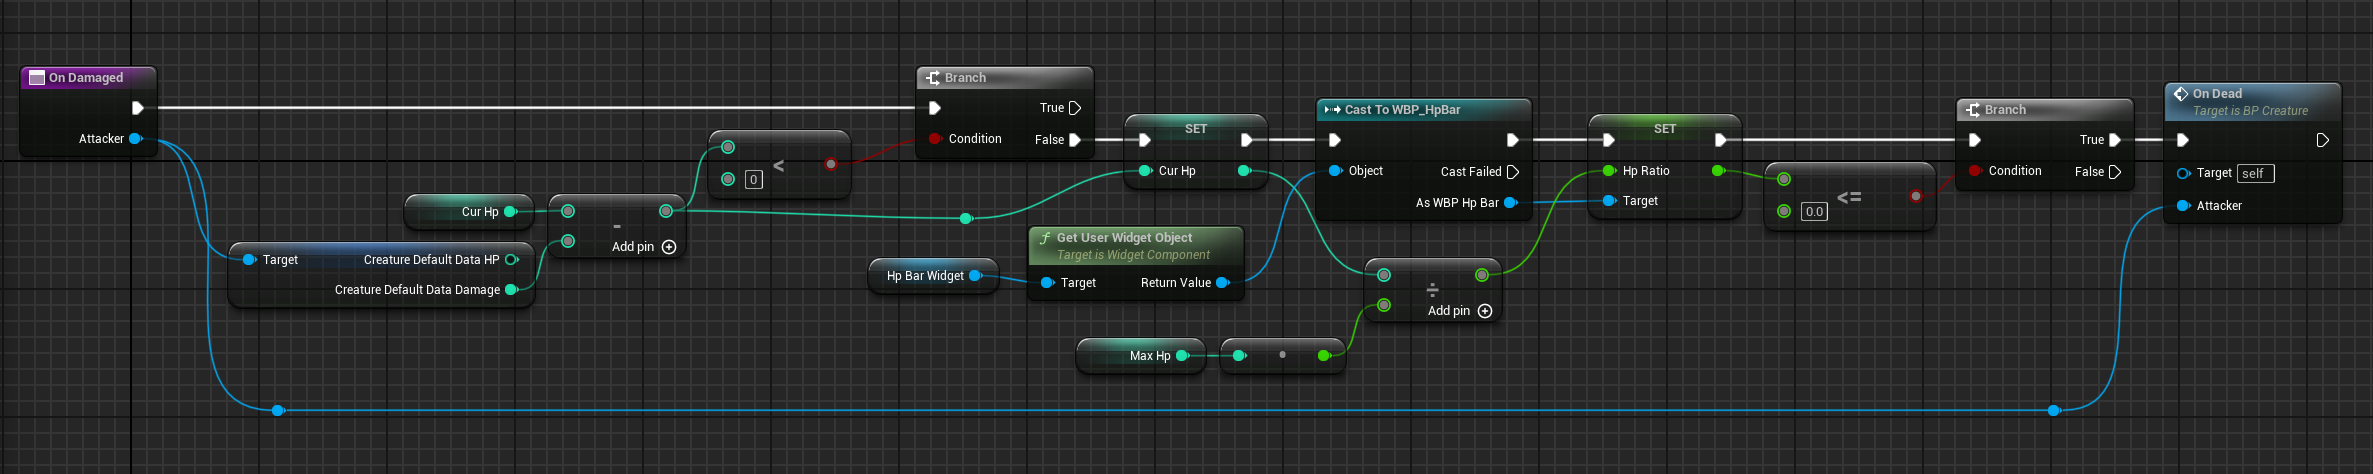 On Damaged
Attacker
Cur Hp
Target
Creature Default Data HP
Creature Default Data Damage
-
Add pin
<
0
Branch
True
Condition
False
SET
Cur Hp
Hp Bar Widget
Get User Widget Object
Target is Widget Component
Target
Return Value
Max Hp
Cast To WBP_HpBar
Object
Cast Failed
As WBP Hp Bar
÷
Add pin
SET
Hp Ratio
Target
<=
0.0
Branch
True
Condition
False
On Dead
Target is BP Creature
Target
self
Attacker